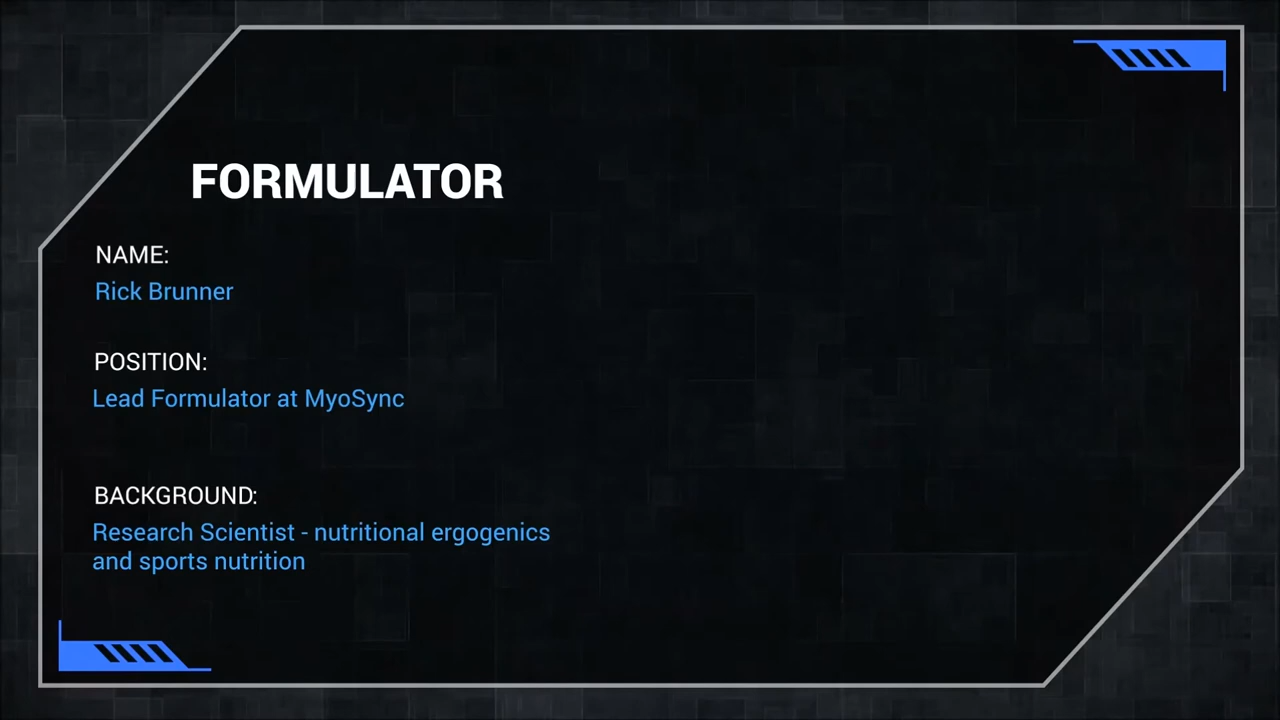 FORMULATOR
NAME:
Rick Brunner
POSITION:
Lead Formulator at MyoSync
BACKGROUND:
Research Scientist - nutritional ergogenics
and sports nutrition